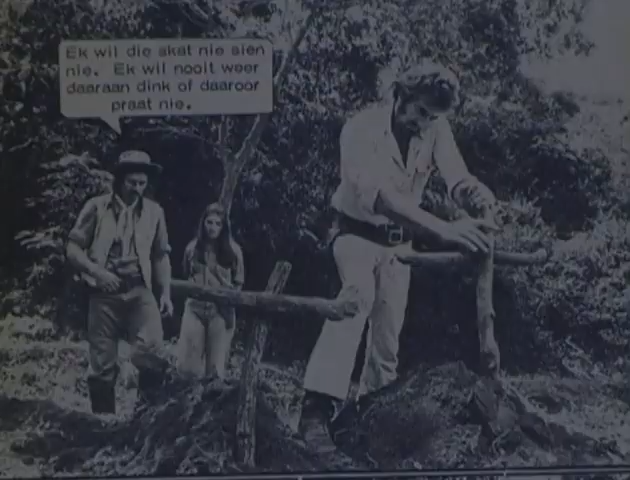 Ek wil die skat nie sien
nie. Ek wil nooit weer
daaraan dink of daaroor
praat nie.